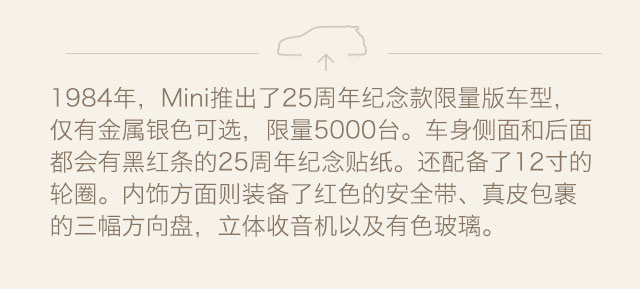 1984年，Mini推出了25周年纪念款限量版车型，
仅有金属银色可选，限量5000台。车身侧面和后面
都会有黑红条的25周年纪念贴纸。还配备了12寸的
轮圈。内饰方面则装备了红色的安全带、真皮包裹
的三幅方向盘，立体收音机以及有色玻璃。